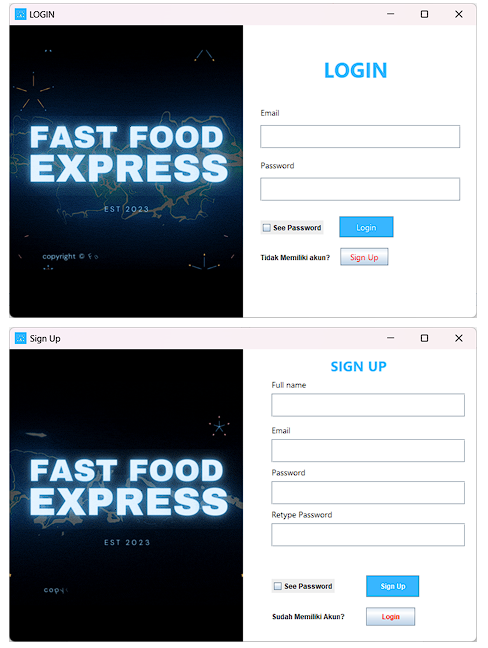 LOGIN
FAST FOOD
EXPRESS
EST 2023
copyright ©
LOGIN
Email
Password
See Password
Login
Tidak Memiliki akun?
Sign Up
Sign Up
FAST FOOD
EXPRESS
EST 2023
SIGN UP
Full name
Email
Password
Retype Password
See Password
Sign Up
Sudah Memiliki Akun?
Login